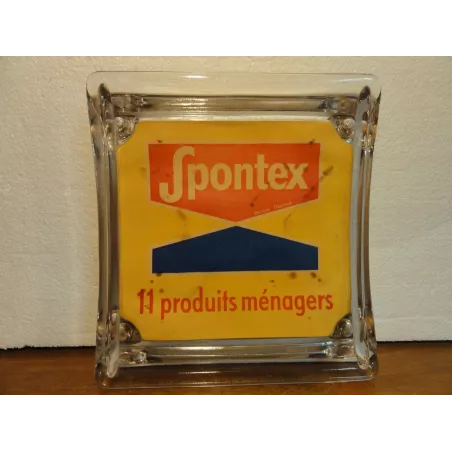 Spontex
11 produits ménagers